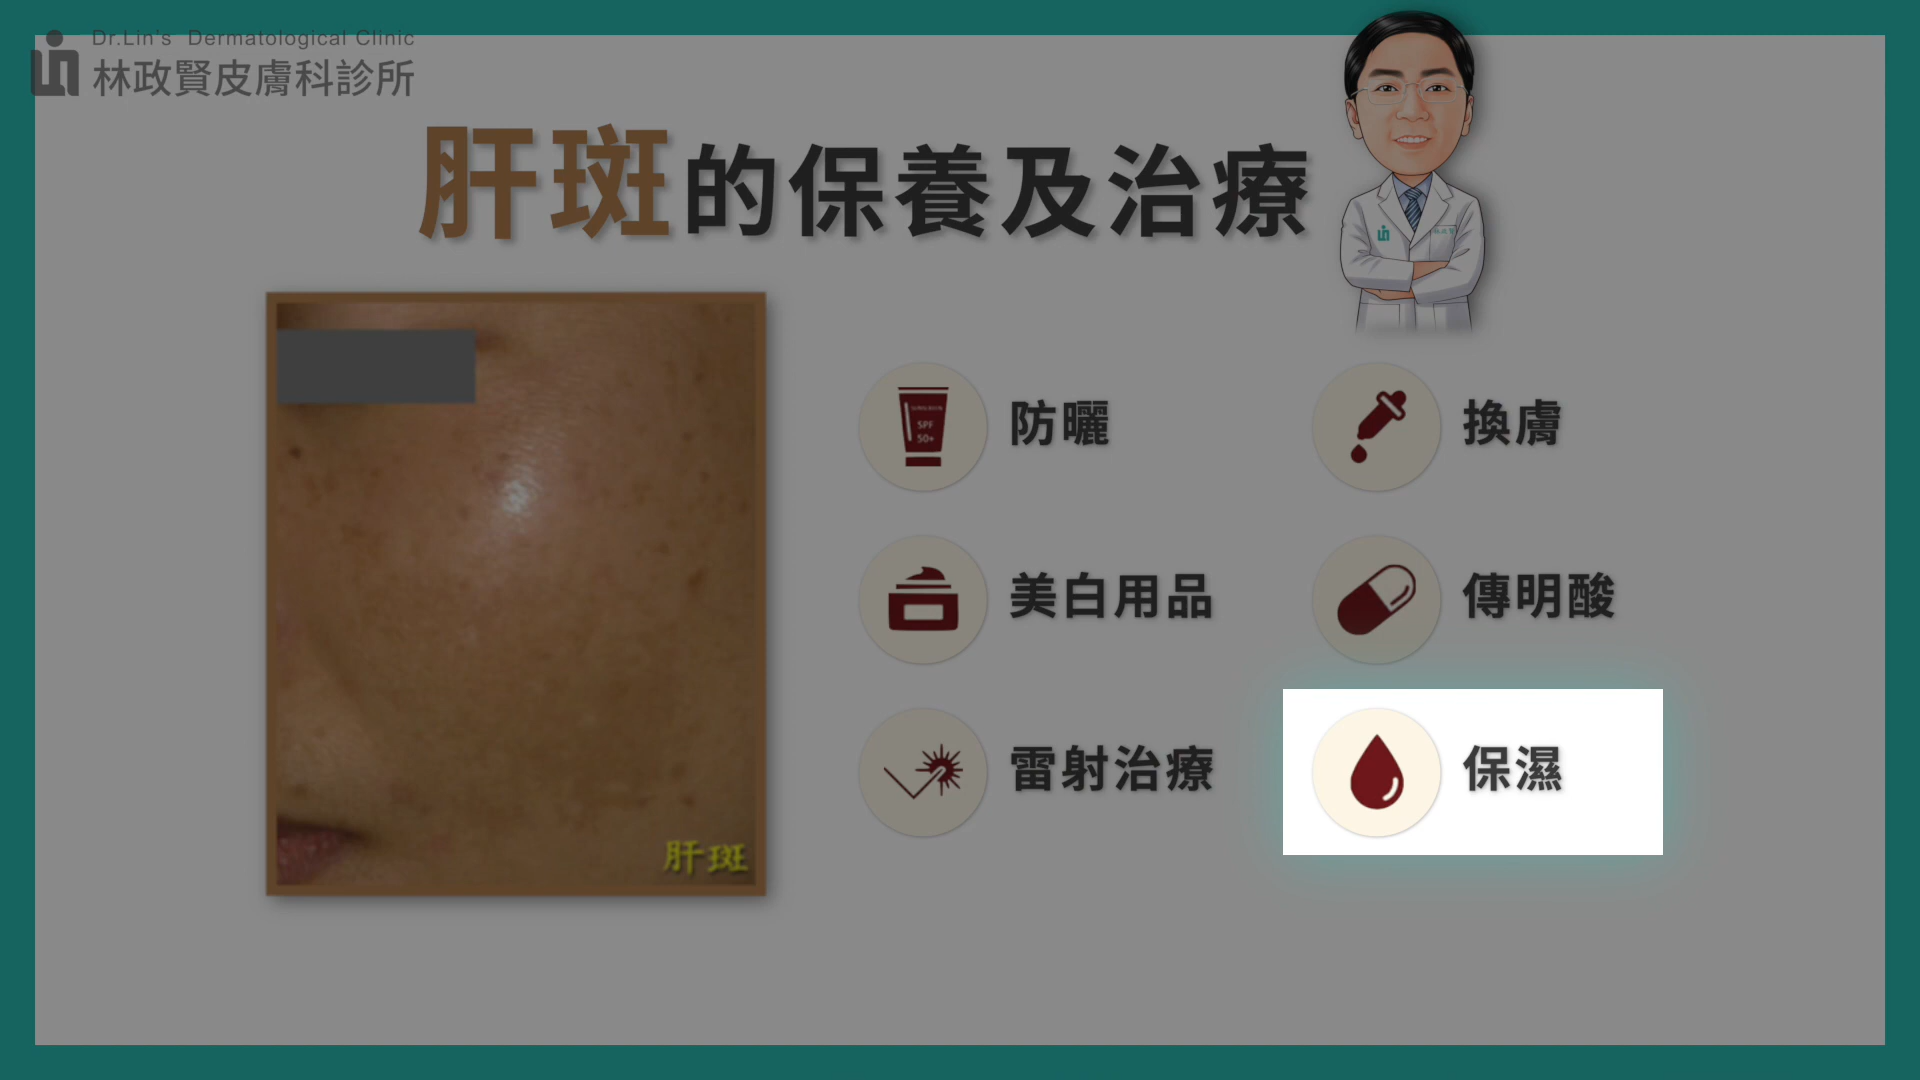 Dr.Lin's Dermatological Clinic
林政賢皮膚科診所
肝斑的保養及治療
防曬
換膚
SPF
50+
美白用品
傳明酸
雷射治療
保濕
肝斑